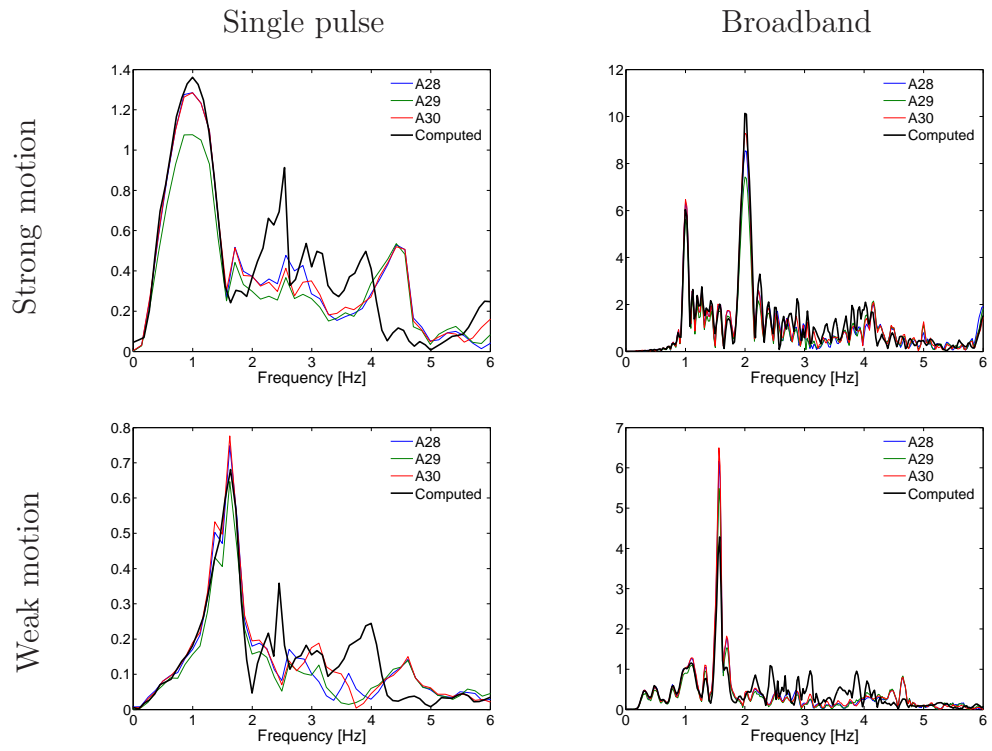 Single pulse
Broadband
Strong motion
1.4
1.2
1
0.8
0.6
0.4
0.2
0
0 1 2 3 4 5 6
Frequency [Hz]
A28
A29
A30
Computed
12
10
8
6
4
2
0
0 1 2 3 4 5 6
Frequency [Hz]
A28
A29
A30
Computed
Weak motion
0.8
0.7
0.6
0.5
0.4
0.3
0.2
0.1
0
0 1 2 3 4 5 6
Frequency [Hz]
A28
A29
A30
Computed
7
6
5
4
3
2
1
0
0 1 2 3 4 5 6
Frequency [Hz]
A28
A29
A30
Computed